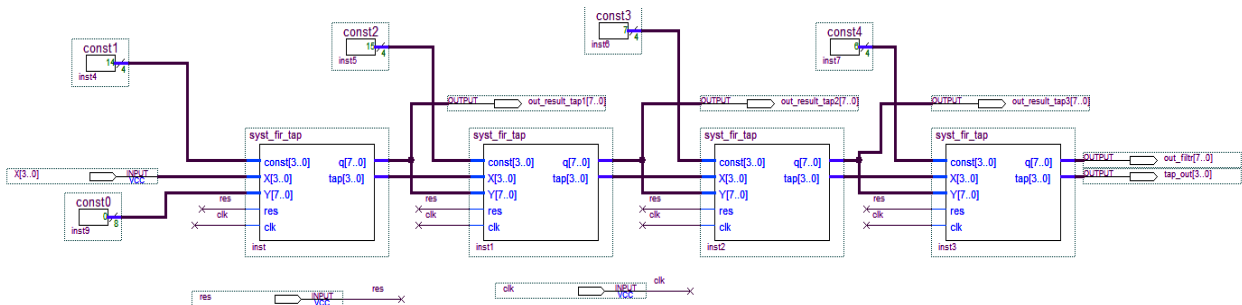 const1
14
4
inst4
const2
15
4
inst5
const3
7
4
inst6
const4
6
4
inst7
OUTPUT out_result_tap1[7..0]
OUTPUT out_result_tap2[7..0]
OUTPUT out_result_tap3[7..0]
syst_fir_tap
const[3..0] q[7..0]
X[3..0] tap[3..0]
Y[7..0]
res
clk
inst
syst_fir_tap
const[3..0] q[7..0]
X[3..0] tap[3..0]
Y[7..0]
res
clk
inst1
syst_fir_tap
const[3..0] q[7..0]
X[3..0] tap[3..0]
Y[7..0]
res
clk
inst2
syst_fir_tap
const[3..0] q[7..0]
X[3..0] tap[3..0]
Y[7..0]
res
clk
inst3
OUTPUT out_filtr[7..0]
OUTPUT tap_out[3..0]
X[3..0] INPUT
VCC
const0
0
8
inst9
res
clk
res
clk
res
clk
res
clk
res INPUT
VCC
res
clk INPUT
VCC
clk